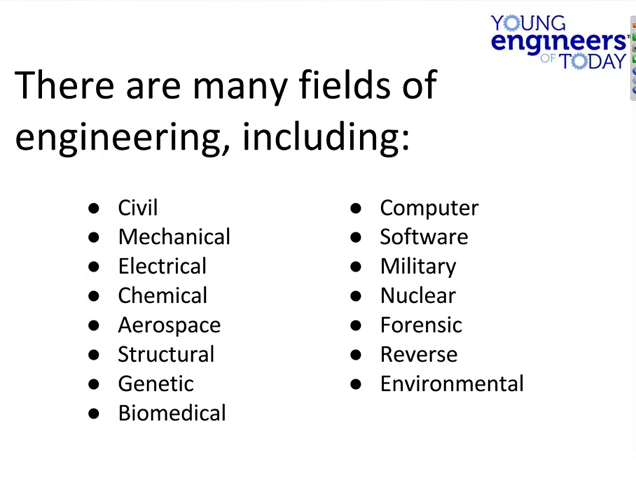 YOUNG
engineers
OF TODAY
There are many fields of
engineering, including:
● Civil
● Mechanical
● Electrical
● Chemical
● Aerospace
● Structural
● Genetic
● Biomedical
● Computer
● Software
● Military
● Nuclear
● Forensic
● Reverse
● Environmental